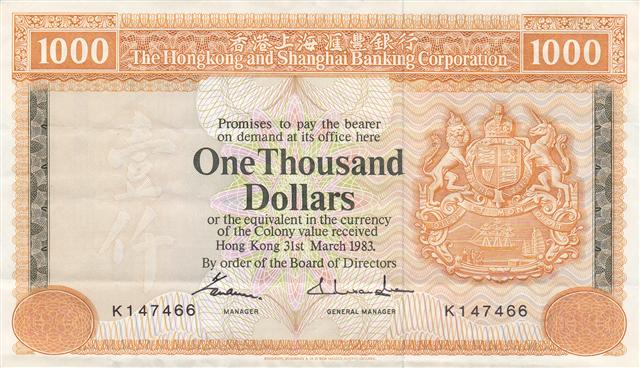 1000
香港上海滙豐銀行
1000
The Hongkong and Shanghai Banking Corporation
Promises to pay the bearer
on demand at its office here
One Thousand
Dollars
or the equivalent in the currency
of the Colony value received
Hong Kong 31st March 1983.
By order of the Board of Directors
壹仟
K147466
MANAGER
GENERAL MANAGER
K147466